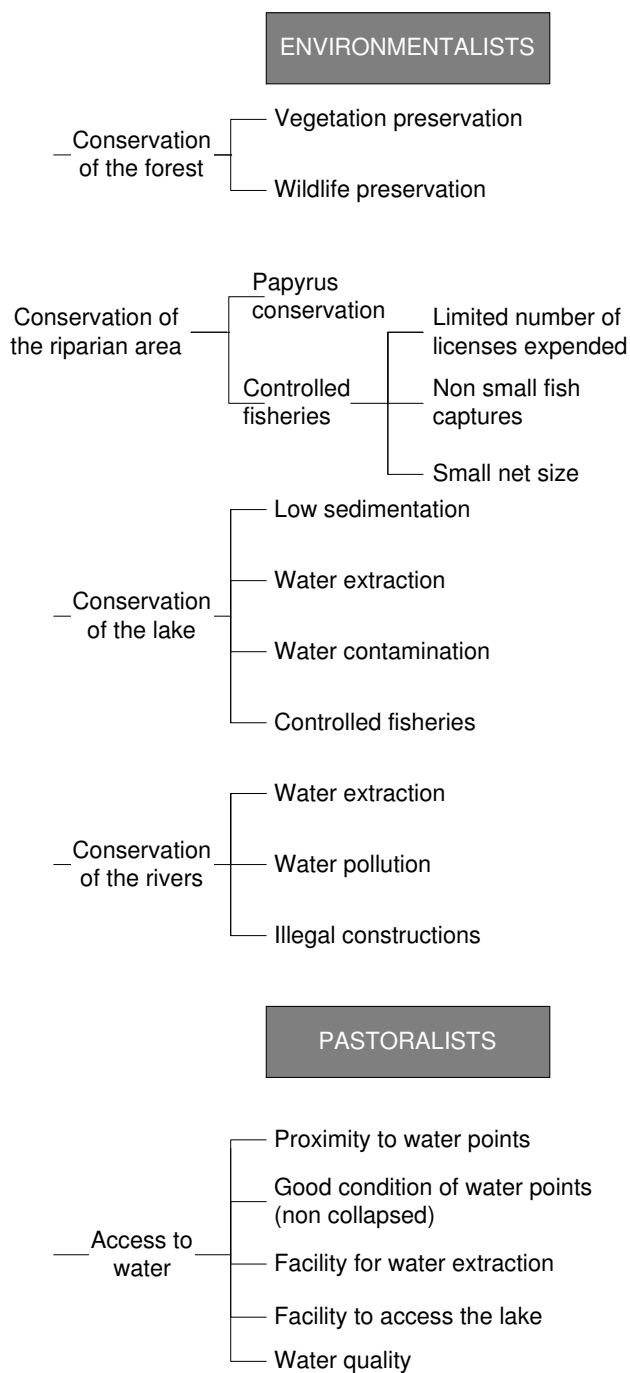 ENVIRONMENTALISTS
Conservation
of the forest
Vegetation preservation
Wildlife preservation
Conservation of
the riparian area
Papyrus
conservation
Controlled
fisheries
Limited number of
licenses expended
Non small fish
captures
Small net size
Conservation
of the lake
Low sedimentation
Water extraction
Water contamination
Controlled fisheries
Conservation
of the rivers
Water extraction
Water pollution
Illegal constructions
PASTORALISTS
Access to
water
Proximity to water points
Good condition of water points
(non collapsed)
Facility for water extraction
Facility to access the lake
Water quality